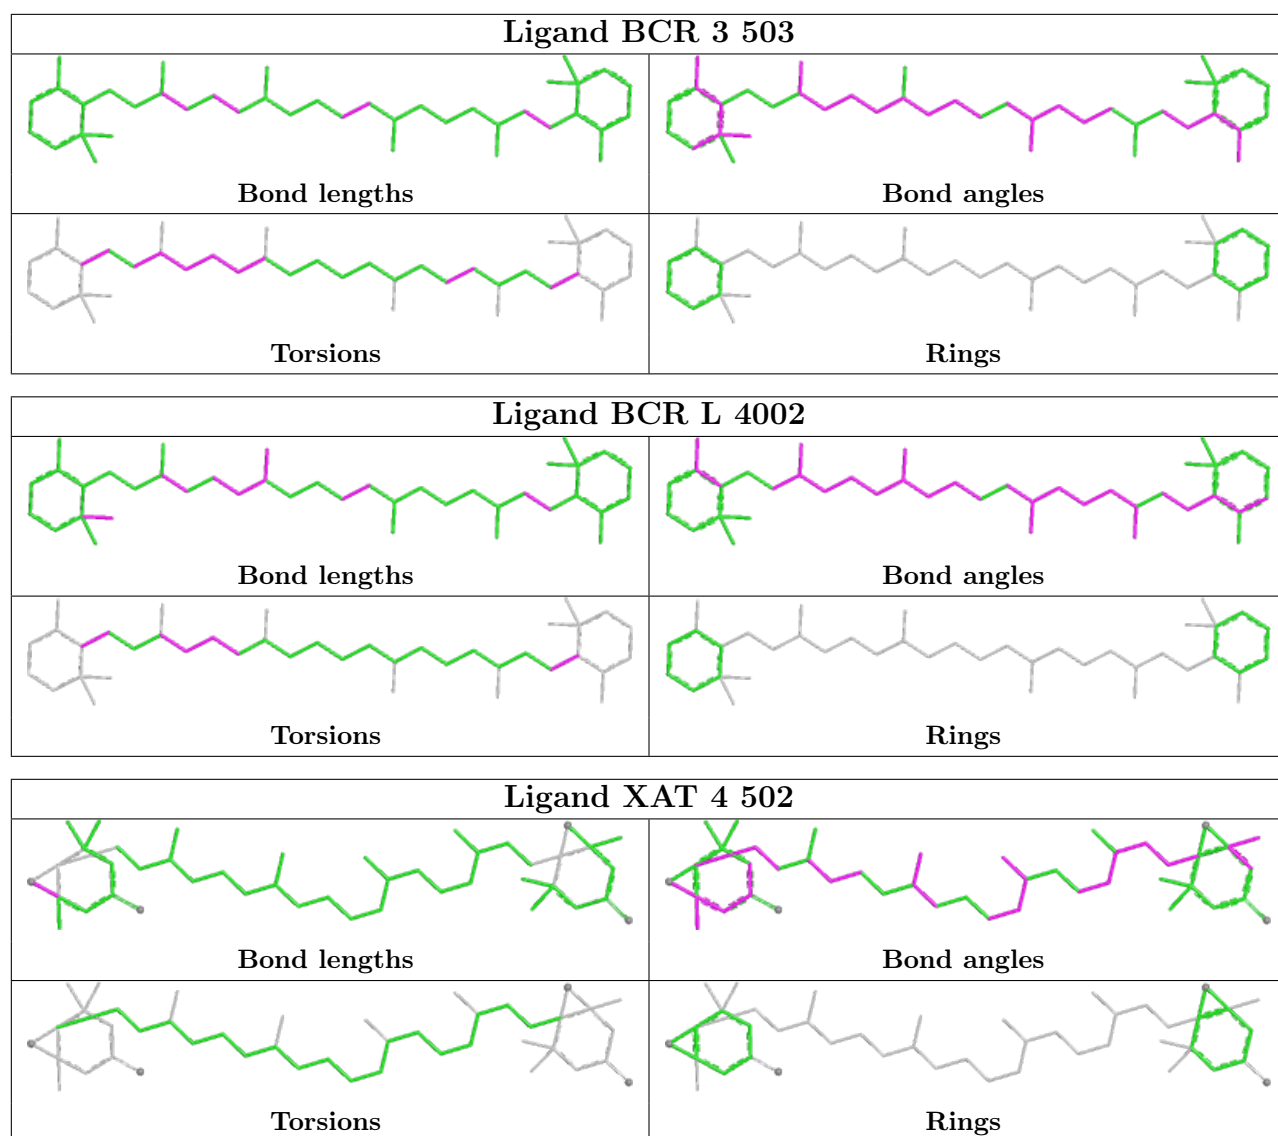 Ligand BCR 3 503
Bond lengths
Bond angles
Torsions
Rings
Ligand BCR L 4002
Bond lengths
Bond angles
Torsions
Rings
Ligand XAT 4 502
Bond lengths
Bond angles
Torsions
Rings